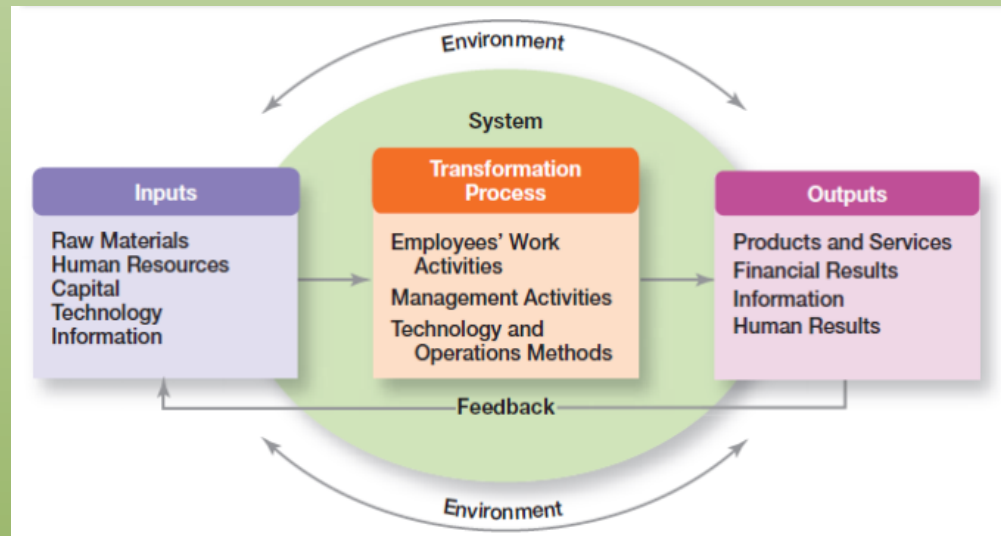 Environment
System
Inputs
Raw Materials
Human Resources
Capital
Technology
Information
Transformation
Process
Employees' Work
Activities
Management Activities
Technology and
Operations Methods
Outputs
Products and Services
Financial Results
Information
Human Results
Feedback
Environment